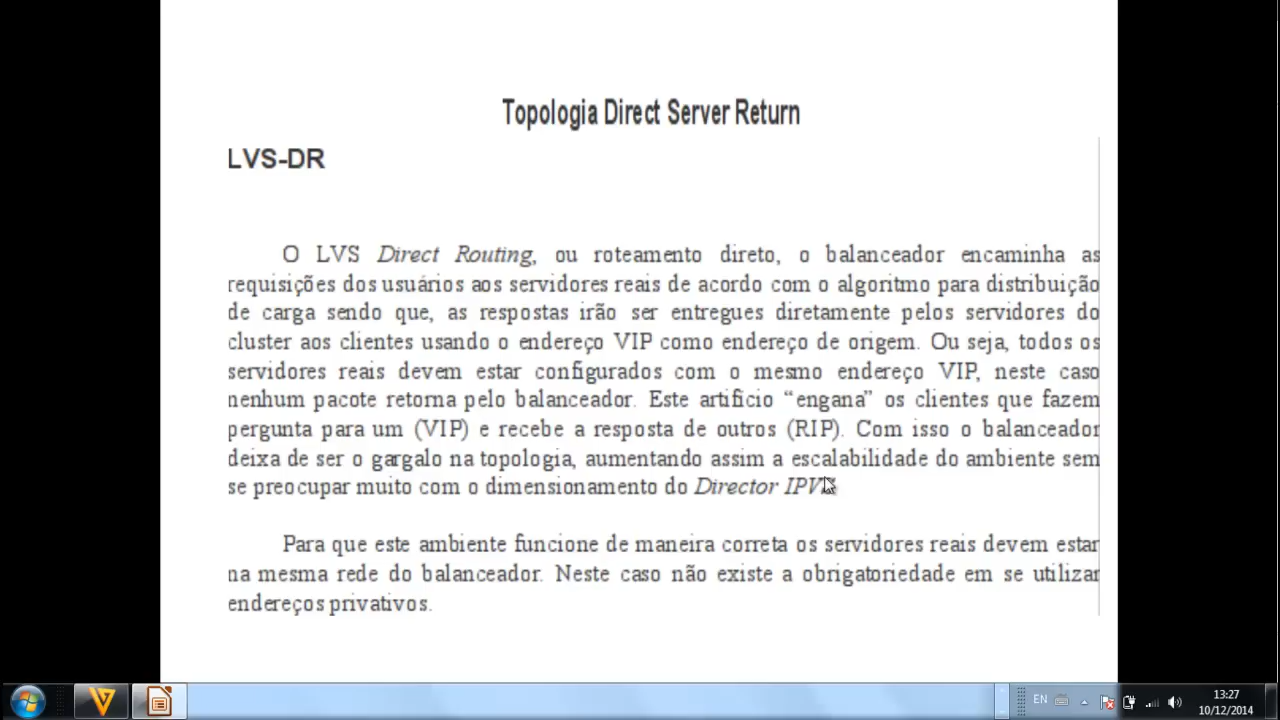 Topologia Direct Server Return
LVS-DR
O LVS Direct Routing, ou roteamento direto, o balanceador encaminha as
requisições dos usuários aos servidores reais de acordo com o algoritmo para distribuição
de carga sendo que, as respostas irão ser entregues diretamente pelos servidores do
cluster aos clientes usando o endereço VIP como endereço de origem. Ou seja, todos os
servidores reais devem estar configurados com o mesmo endereço VIP, neste caso
nenhum pacote retorna pelo balanceador. Este artifício “engana” os clientes que fazem
pergunta para um (VIP) e recebe a resposta de outros (RIP). Com isso o balanceador
deixa de ser o gargalo na topologia, aumentando assim a escalabilidade do ambiente sem
se preocupar muito com o dimensionamento do Director
Para que este ambiente funcione de maneira correta os servidores reais devem estar
na mesma rede do balanceador. Neste caso não existe a obrigatoriedade em se utilizar
endereços privativos.
EN
13:27
10/12/2014